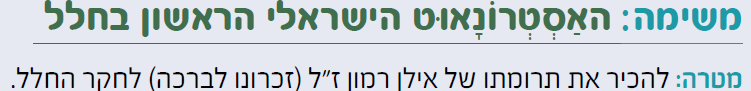 משימה: האַסְטְרוֹנָאוּט הישראלי הראשון בחלל
מטרה: להכיר את תרומתו של אילן רמון ז"ל (זכרונו לברכה) לחקר החלל.